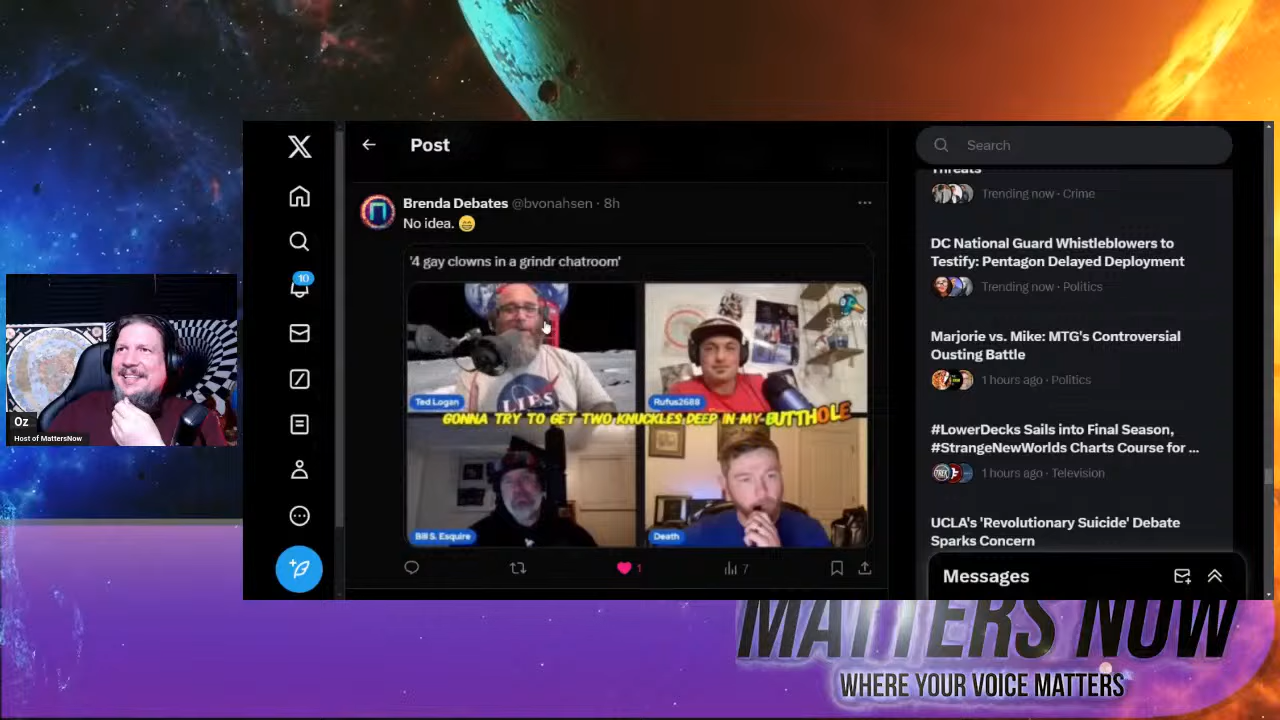 Post
Search
Brenda Debates @bvonahsen · 8h
No idea. 😄
'4 gay clowns in a grindr chatroom'
Ted Logan
LIES
Rufus2688
GONNA TRY TO GET TWO KNUCKLES DEEP IN MY BUTTHOLE
Bill S. Esquire
Death
1
7
10
Threats
Trending now · Crime
DC National Guard Whistleblowers to
Testify: Pentagon Delayed Deployment
Trending now · Politics
Marjorie vs. Mike: MTG's Controversial
Ousting Battle
1 hours ago · Politics
#LowerDecks Sails into Final Season,
#StrangeNewWorlds Charts Course for ...
1 hours ago · Television
UCLA's 'Revolutionary Suicide' Debate
Sparks Concern
Messages
Oz
Host of MattersNow
MATTERS NOW
WHERE YOUR VOICE MATTERS